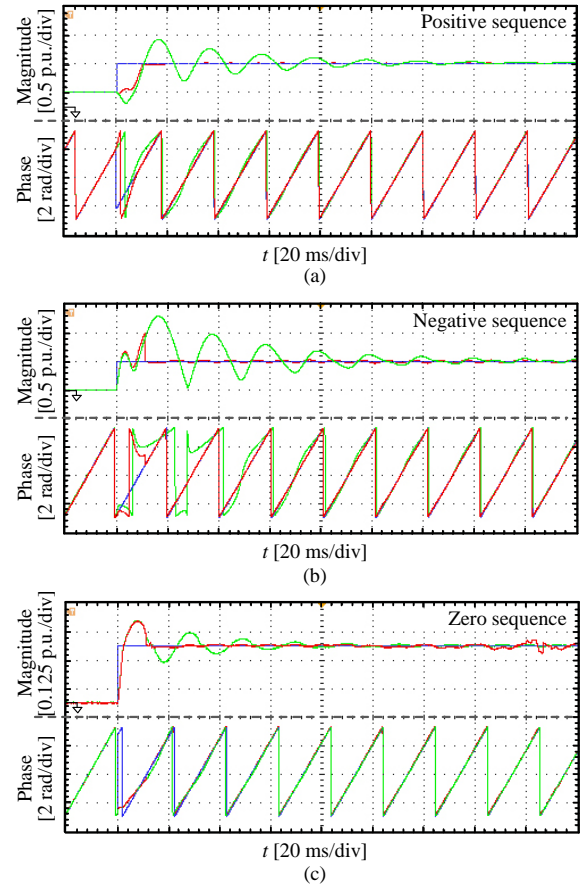 Positive sequence
Magnitude
[0.5 p.u./div]
Phase
[2 rad/div]
t [20 ms/div]
(a)
Negative sequence
Magnitude
[0.5 p.u./div]
Phase
[2 rad/div]
t [20 ms/div]
(b)
Zero sequence
Magnitude
[0.125 p.u./div]
Phase
[2 rad/div]
t [20 ms/div]
(c)